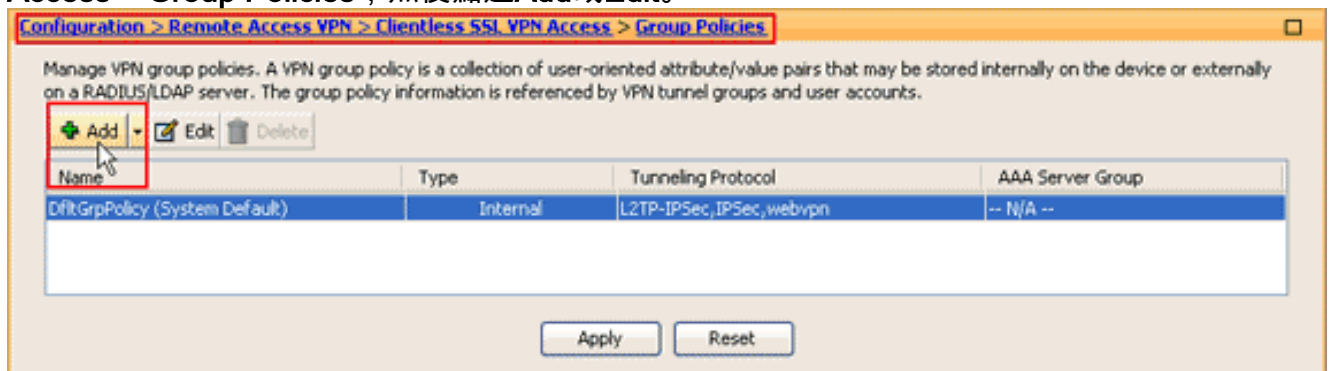 Configuration > Remote Access VPN > Clientless SSL VPN Access > Group Policies
Manage VPN group policies. A VPN group policy is a collection of user-oriented attribute/value pairs that may be stored internally on the device or externally
on a RADIUS/LDAP server. The group policy information is referenced by VPN tunnel groups and user accounts.
Add Edit Delete
Name Type Tunneling Protocol AAA Server Group
DfltGrpPolicy (System Default) Internal L2TP-IPSec,IPSec,webvpn -- N/A --
Apply Reset